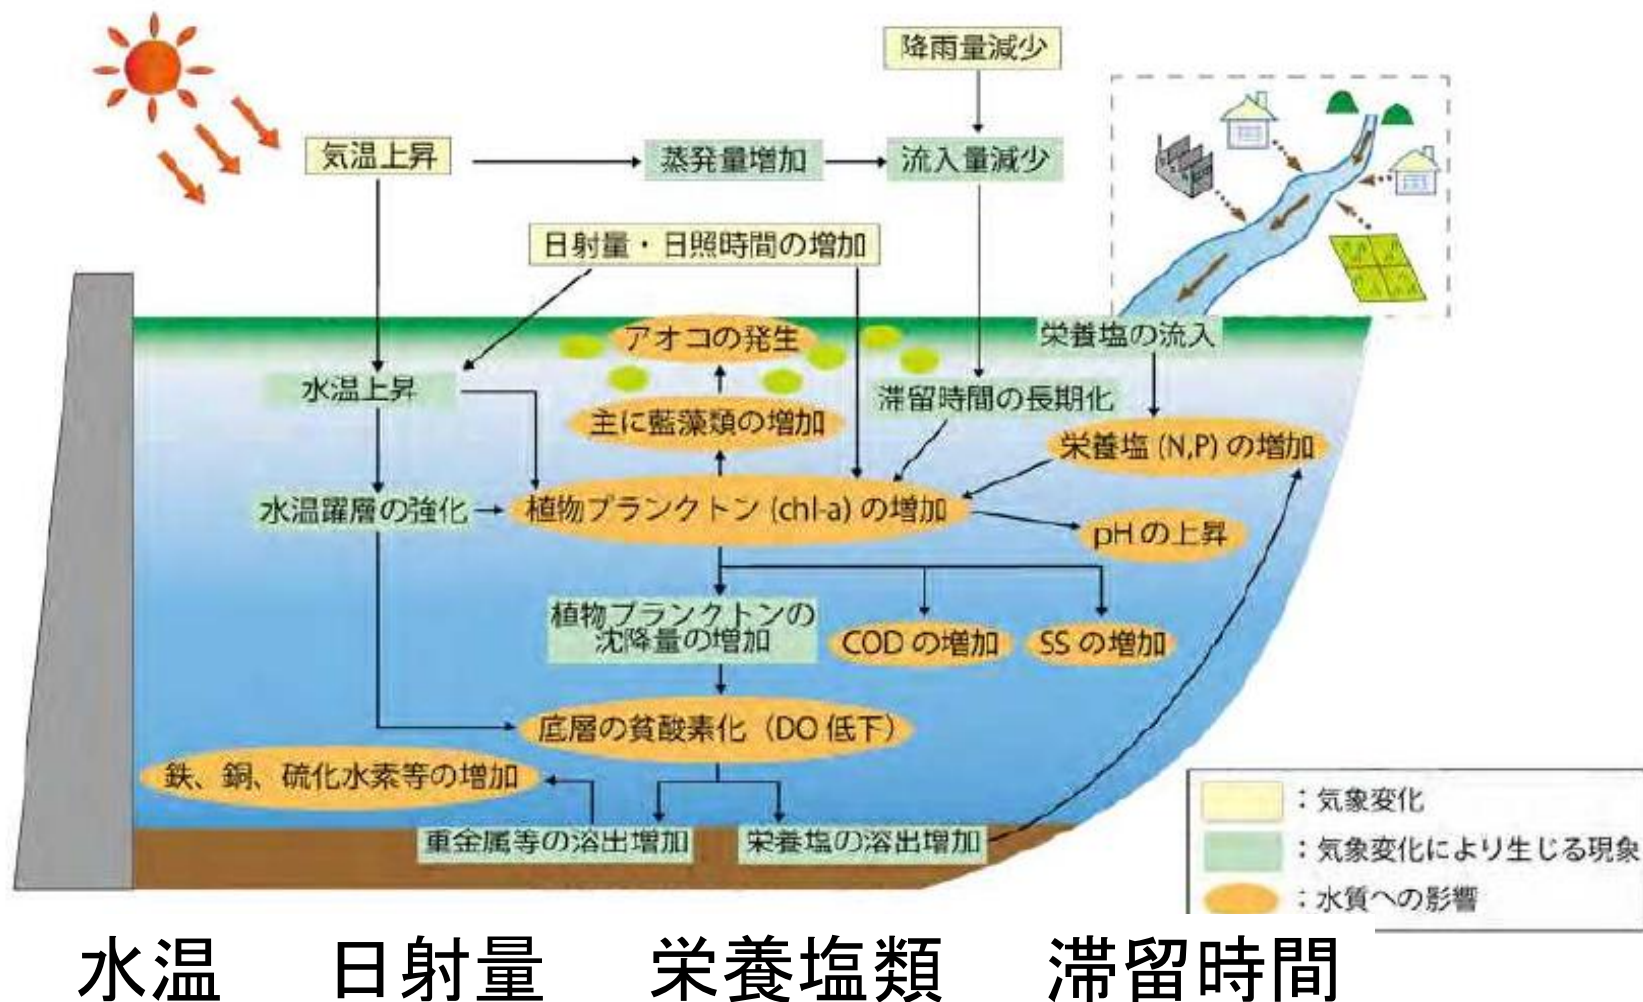 降雨量減少
気温上昇
蒸発量増加
流入量減少
日射量・日照時間の増加
アオコの発生
栄養塩の流入
水温上昇
滞留時間の長期化
主に藍藻類の増加
栄養塩 (N,P) の増加
水温躍層の強化
植物プランクトン (chl-a) の増加
pH の上昇
植物プランクトンの
沈降量の増加
COD の増加
SS の増加
底層の貧酸素化（DO 低下）
鉄、銅、硫化水素等の増加
重金属等の溶出増加
栄養塩の溶出増加
：気象変化
：気象変化により生じる現象
：水質への影響
水温 日射量 栄養塩類 滞留時間